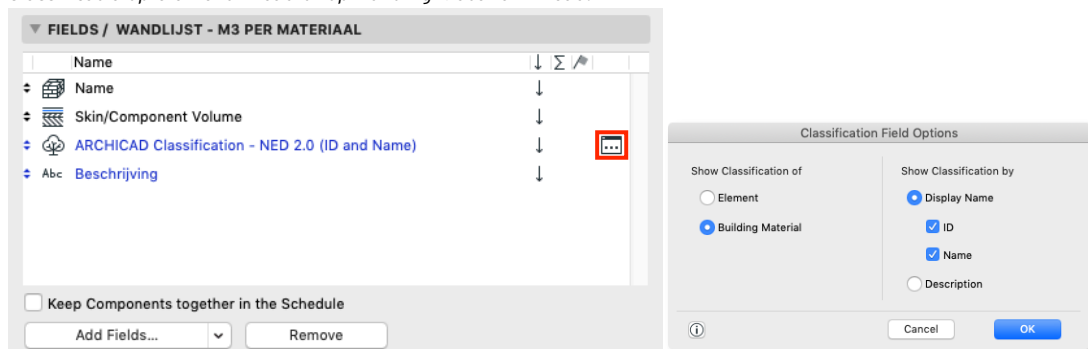 FIELDS / WANDLIJST - M3 PER MATERIAAL
Name
Name
Skin/Component Volume
ARCHICAD Classification - NED 2.0 (ID and Name)
Abc Beschrijving
Keep Components together in the Schedule
Add Fields...
Remove
Classification Field Options
Show Classification of
Element
Building Material
Show Classification by
Display Name
ID
Name
Description
Cancel
OK